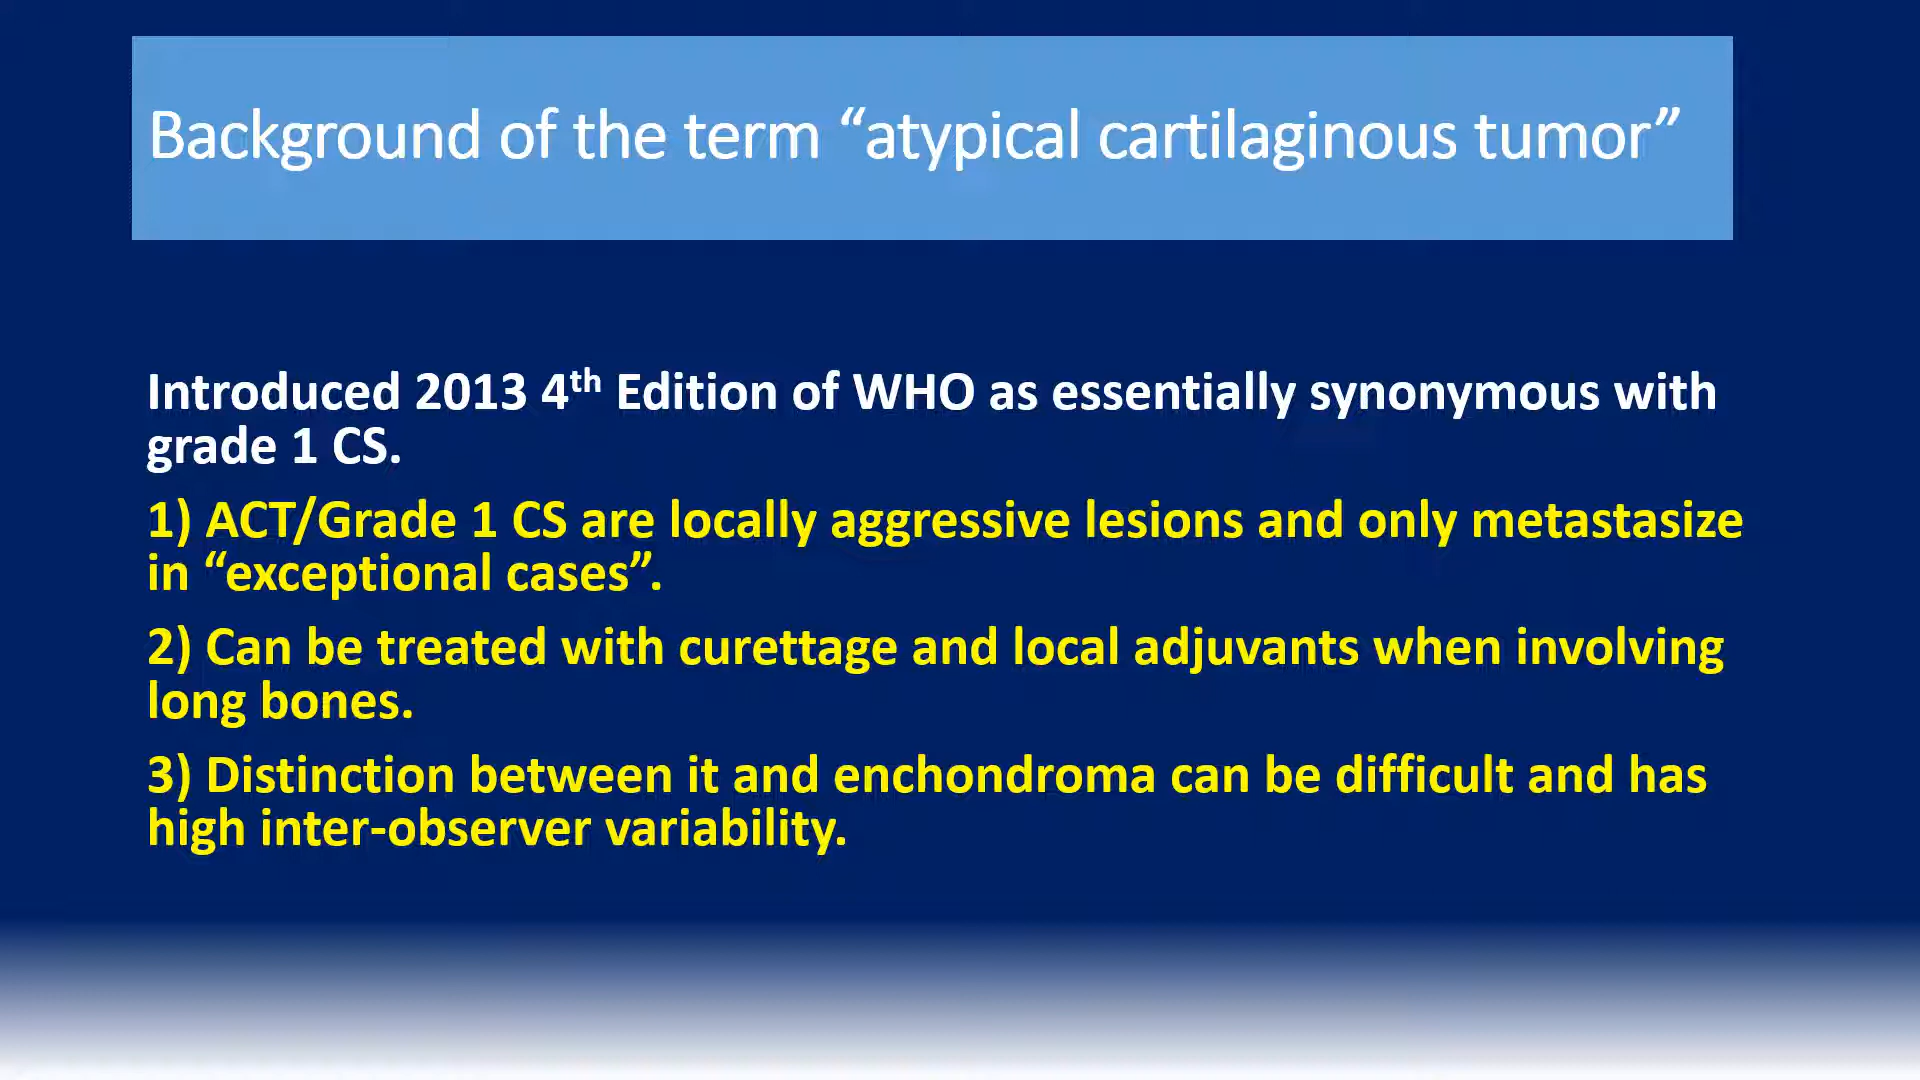 Background of the term “atypical cartilaginous tumor”
Introduced 2013 4th Edition of WHO as essentially synonymous with
grade 1 CS.
1) ACT/Grade 1 CS are locally aggressive lesions and only metastasize
in “exceptional cases”.
2) Can be treated with curettage and local adjuvants when involving
long bones.
3) Distinction between it and enchondroma can be difficult and has
high inter-observer variability.